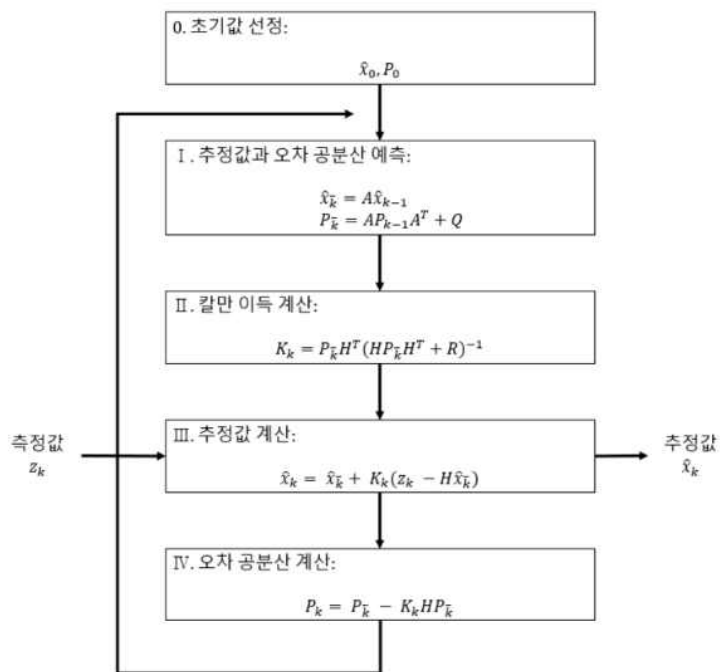 0. 초기값 선정:
x̂₀, P₀
Ⅰ. 추정값과 오차 공분산 예측:
x̂ₖ̄ = Ax̂ₖ₋₁
Pₖ̄ = APₖ₋₁Aᵀ + Q
Ⅱ. 칼만 이득 계산:
Kₖ = Pₖ̄Hᵀ(HPₖ̄Hᵀ + R)⁻¹
측정값
zₖ
Ⅲ. 추정값 계산:
x̂ₖ = x̂ₖ̄ + Kₖ(zₖ − Hx̂ₖ̄)
추정값
x̂ₖ
Ⅳ. 오차 공분산 계산:
Pₖ = Pₖ̄ − KₖHPₖ̄